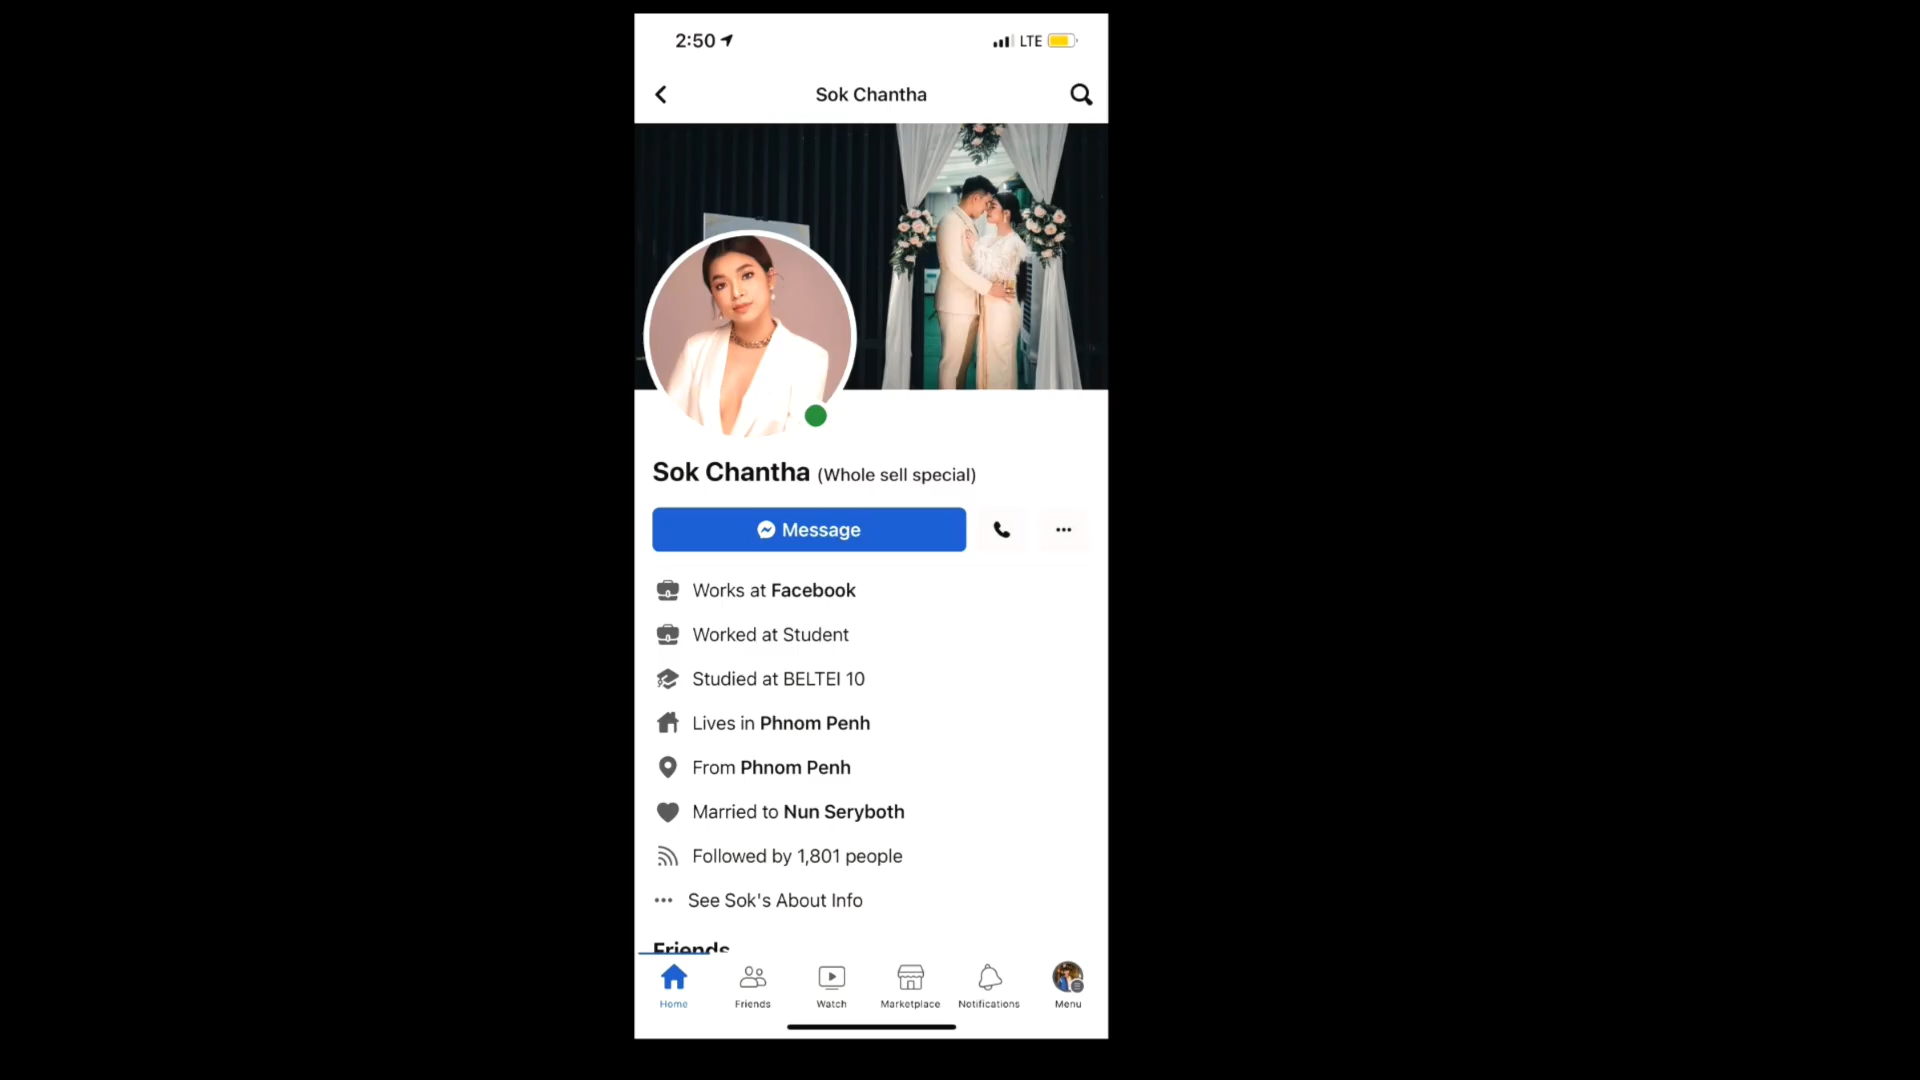 2:50
LTE
Sok Chantha
Sok Chantha (Whole sell special)
Message
Works at Facebook
Worked at Student
Studied at BELTEI 10
Lives in Phnom Penh
From Phnom Penh
Married to Nun Seryboth
Followed by 1,801 people
See Sok's About Info
Friends
Home Friends Watch Marketplace Notifications Menu